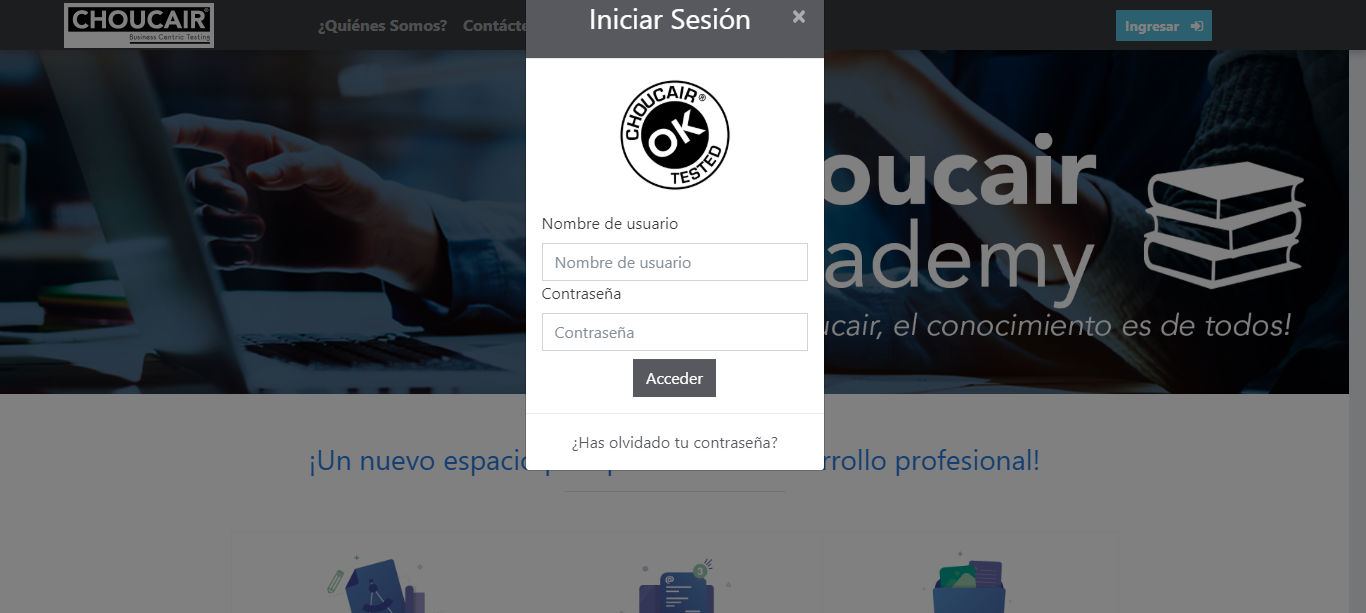 CHOUCAIR®
Business Centric Testing
¿Quiénes Somos?
Iniciar Sesión
×
Ingresar
CHOUCAIR®
OK
TESTED
Nombre de usuario
Nombre de usuario
Contraseña
Contraseña
Acceder
¿Has olvidado tu contraseña?
oucair
ademy
ucair, el conocimiento es de todos!
¡Un nuevo espacio
rrollo profesional!
3